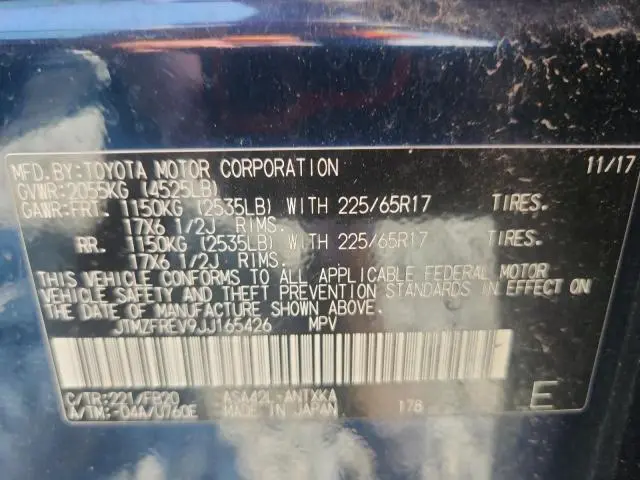 MFD.BY:TOYOTA MOTOR CORPORATION 11/17
GVWR:2055KG (4525LB)
GAWR:FRT. 1150KG (2535LB) WITH 225/65R17 TIRES.
17X6 1/2J RIMS.
RR. 1150KG (2535LB) WITH 225/65R17 TIRES.
17X6 1/2J RIMS.
THIS VEHICLE CONFORMS TO ALL APPLICABLE FEDERAL MOTOR
VEHICLE SAFETY AND THEFT PREVENTION STANDARDS IN EFFECT ON
THE DATE OF MANUFACTURE SHOWN ABOVE.
JTMZFREV9JJ165426 MPV
C/TR:221/FB20 ASA42L-ANTXKA
A/TM:-04A/U760E MADE IN JAPAN 178 E